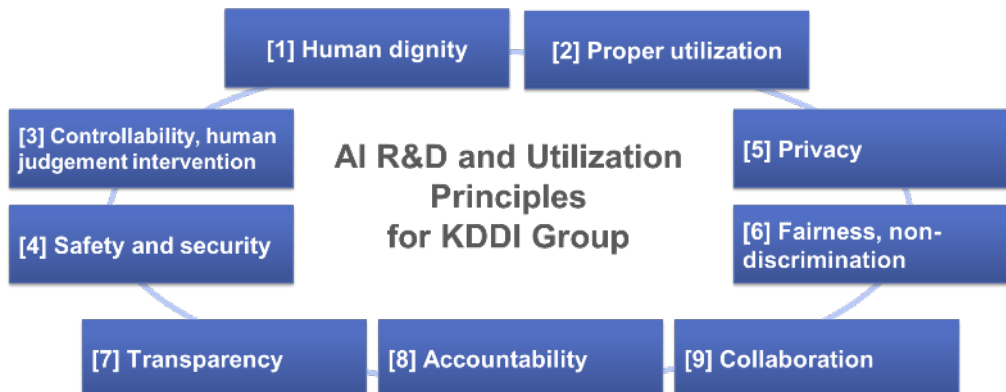 [1] Human dignity
[2] Proper utilization
[3] Controllability, human
judgement intervention
AI R&D and Utilization
Principles
for KDDI Group
[5] Privacy
[4] Safety and security
[6] Fairness, non-
discrimination
[7] Transparency
[8] Accountability
[9] Collaboration